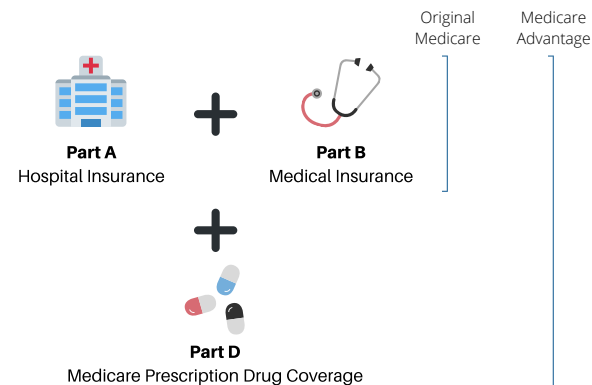 Original
Medicare
Medicare
Advantage
Part A
Hospital Insurance
Part B
Medical Insurance
Part D
Medicare Prescription Drug Coverage